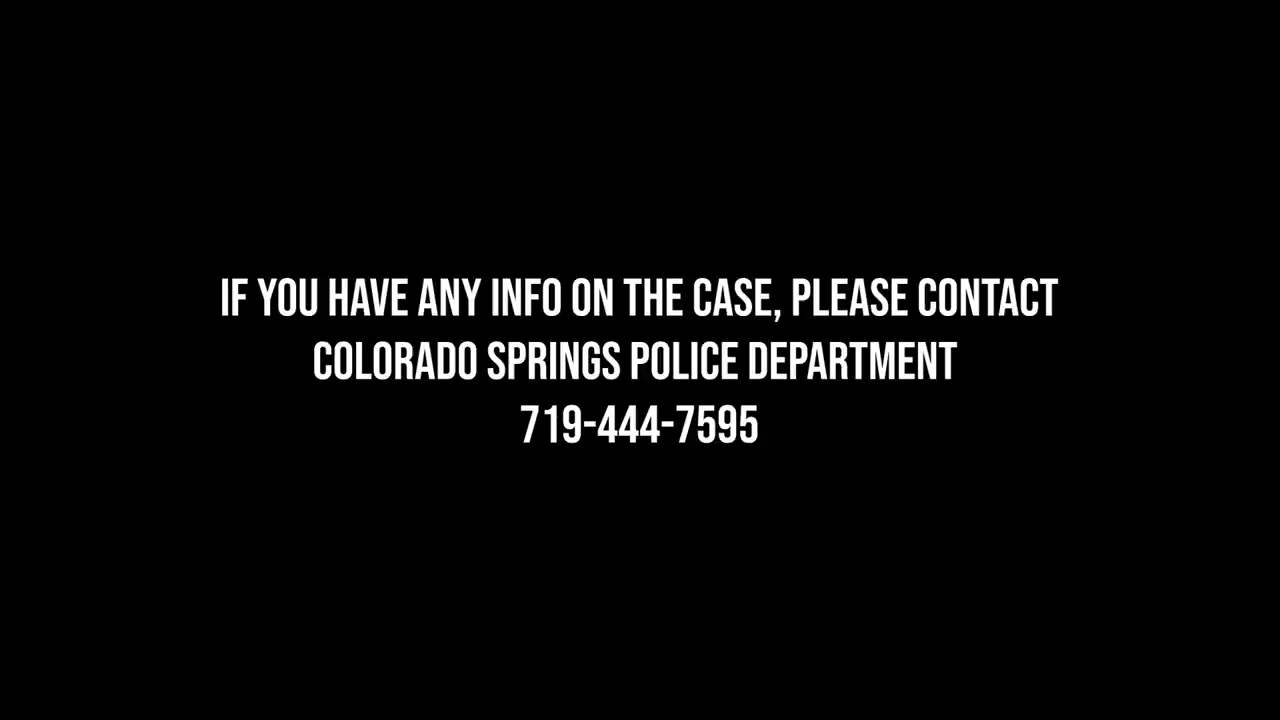 IF YOU HAVE ANY INFO ON THE CASE, PLEASE CONTACT
COLORADO SPRINGS POLICE DEPARTMENT
719-444-7595